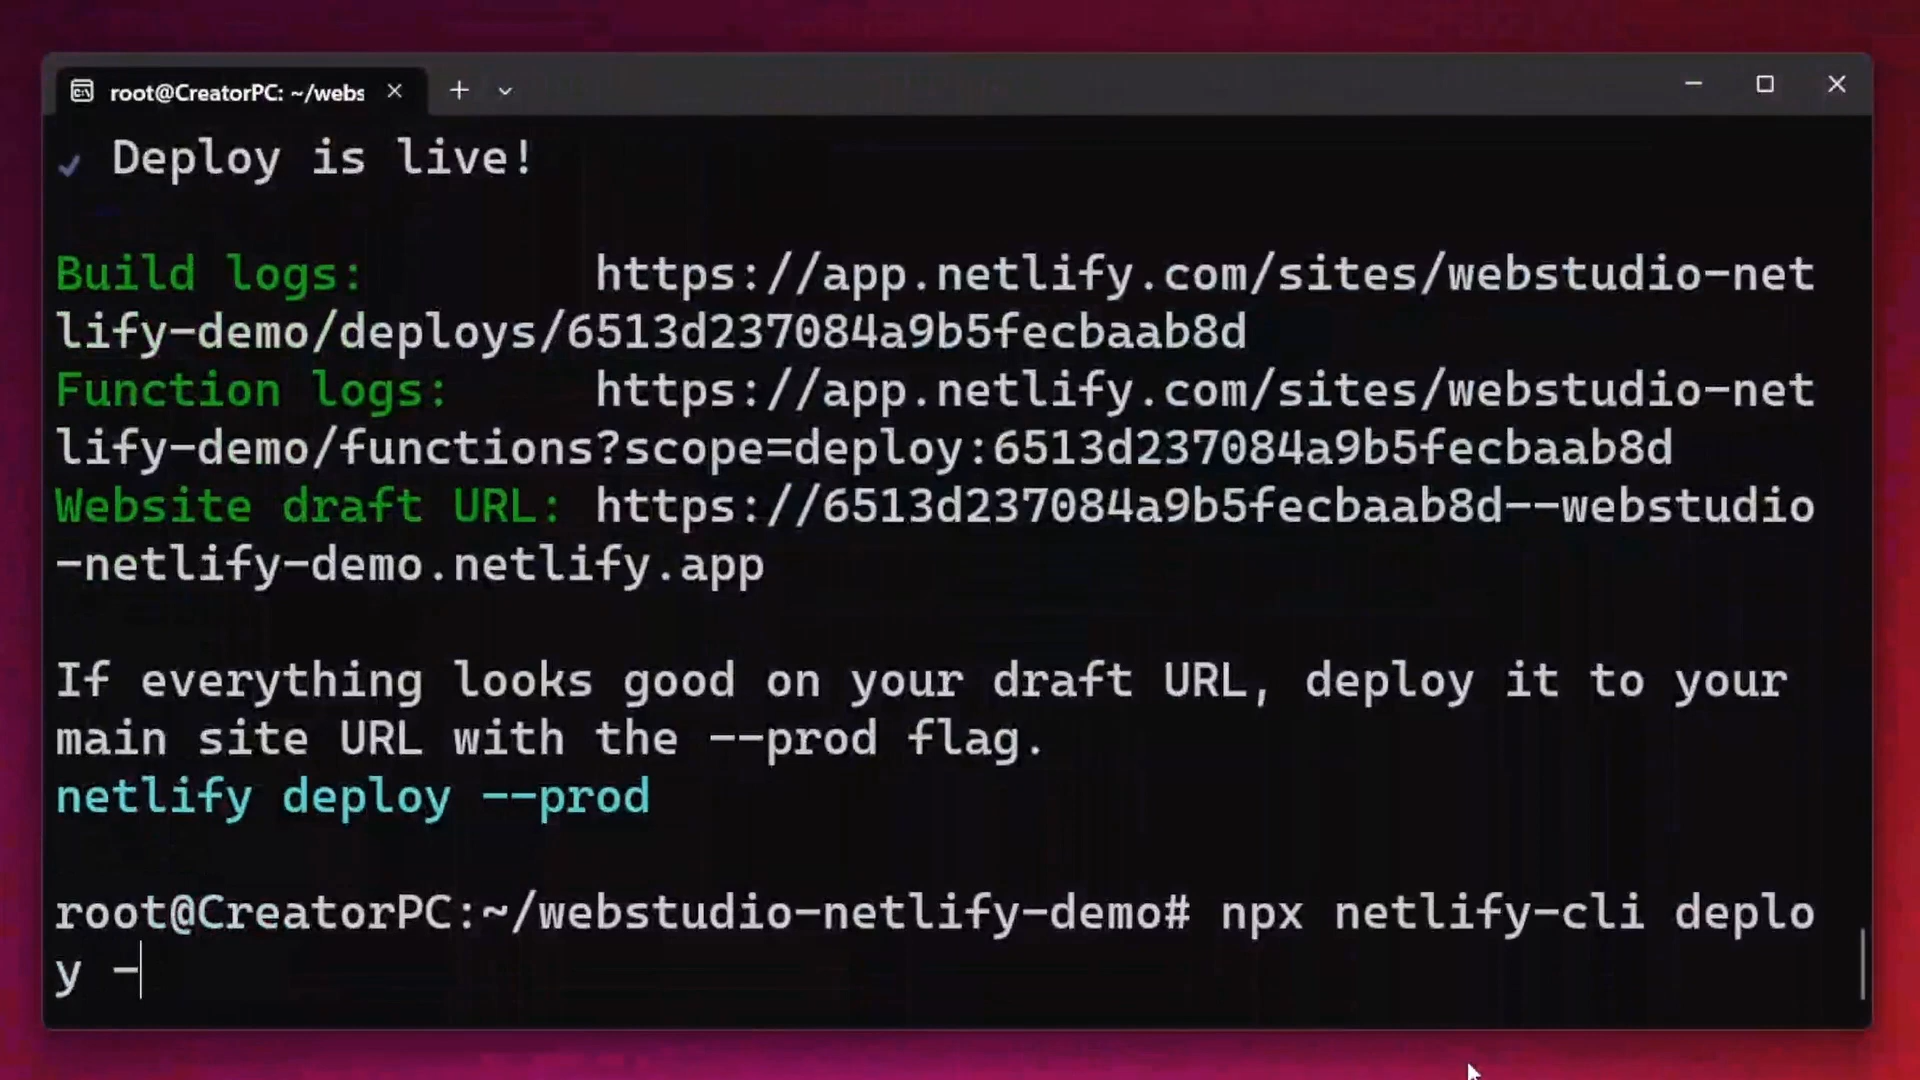 root@CreatorPC: ~/webs
✓ Deploy is live!
Build logs: https://app.netlify.com/sites/webstudio-net
lify-demo/deploys/6513d237084a9b5fecbaab8d
Function logs: https://app.netlify.com/sites/webstudio-net
lify-demo/functions?scope=deploy:6513d237084a9b5fecbaab8d
Website draft URL: https://6513d237084a9b5fecbaab8d--webstudio
-netlify-demo.netlify.app
If everything looks good on your draft URL, deploy it to your
main site URL with the --prod flag.
netlify deploy --prod
root@CreatorPC:~/webstudio-netlify-demo# npx netlify-cli deplo
y -